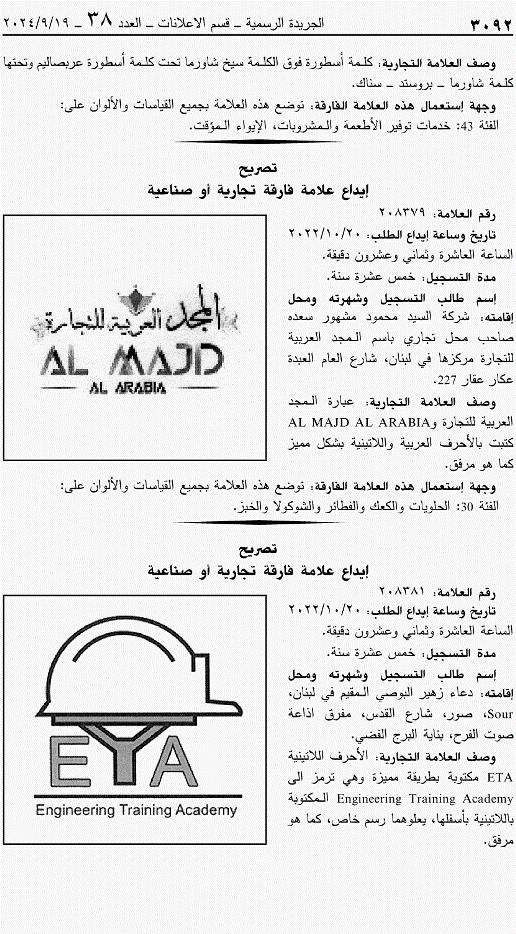 ٣٠٩٢
الجريدة الرسمية – قسم الاعلانات – العدد ٣٨ – ٢٠٢٤/٩/١٩
وصف العلامة التجارية: كلمة أسطورة فوق الكلمة سيخ شاورما تحت كلمة أسطورة عربصاليم وتحتها
كلمة شاورما – بروستد – سناك.
وجهة إستعمال هذه العلامة الفارقة: توضع هذه العلامة بجميع القياسات والألوان على:
الفئة 43: خدمات توفير الأطعمة والمشروبات، الإيواء المؤقت.
تصريح
إيداع علامة فارقة تجارية أو صناعية
رقم العلامة: ٢٠٨٣٧٩
تاريخ وساعة إيداع الطلب: ٢٠٢٢/١٠/٢٠
الساعة العاشرة وثماني وعشرون دقيقة.
مدة التسجيل: خمس عشرة سنة.
إسم طالب التسجيل وشهرته ومحل
إقامته: شركة السيد محمود مشهور سعده
صاحب محل تجاري باسم المجد العربية
للتجارة مركزها في لبنان، شارع العام العبدة
عكار عقار 227.
وصف العلامة التجارية: عبارة المجد
العربية للتجارة وAL MAJD AL ARABIA
كتبت بالأحرف العربية واللاتينية بشكل مميز
كما هو مرفق.
المجد العربية للتجارة
AL MAJD
AL ARABIA
وجهة إستعمال هذه العلامة الفارقة: توضع هذه العلامة بجميع القياسات والألوان على:
الفئة 30: الحلويات والكعك والفطائر والشوكولا والخبز.
تصريح
إيداع علامة فارقة تجارية أو صناعية
رقم العلامة: ٢٠٨٣٨١
تاريخ وساعة إيداع الطلب: ٢٠٢٢/١٠/٢٠
الساعة العاشرة وثماني وعشرون دقيقة.
مدة التسجيل: خمس عشرة سنة.
إسم طالب التسجيل وشهرته ومحل
إقامته: دعاء زهير البوصي المقيم في لبنان،
Sour، صور، شارع القدس، مفرق اذاعة
صوت الفرح، بناية البرج الفضي.
وصف العلامة التجارية: الأحرف اللاتينية
ETA مكتوبة بطريقة مميزة وهي ترمز الى
Engineering Training Academy المكتوبة
باللاتينية بأسفلها، يعلوهما رسم خاص، كما هو
مرفق.
ETA
Engineering Training Academy